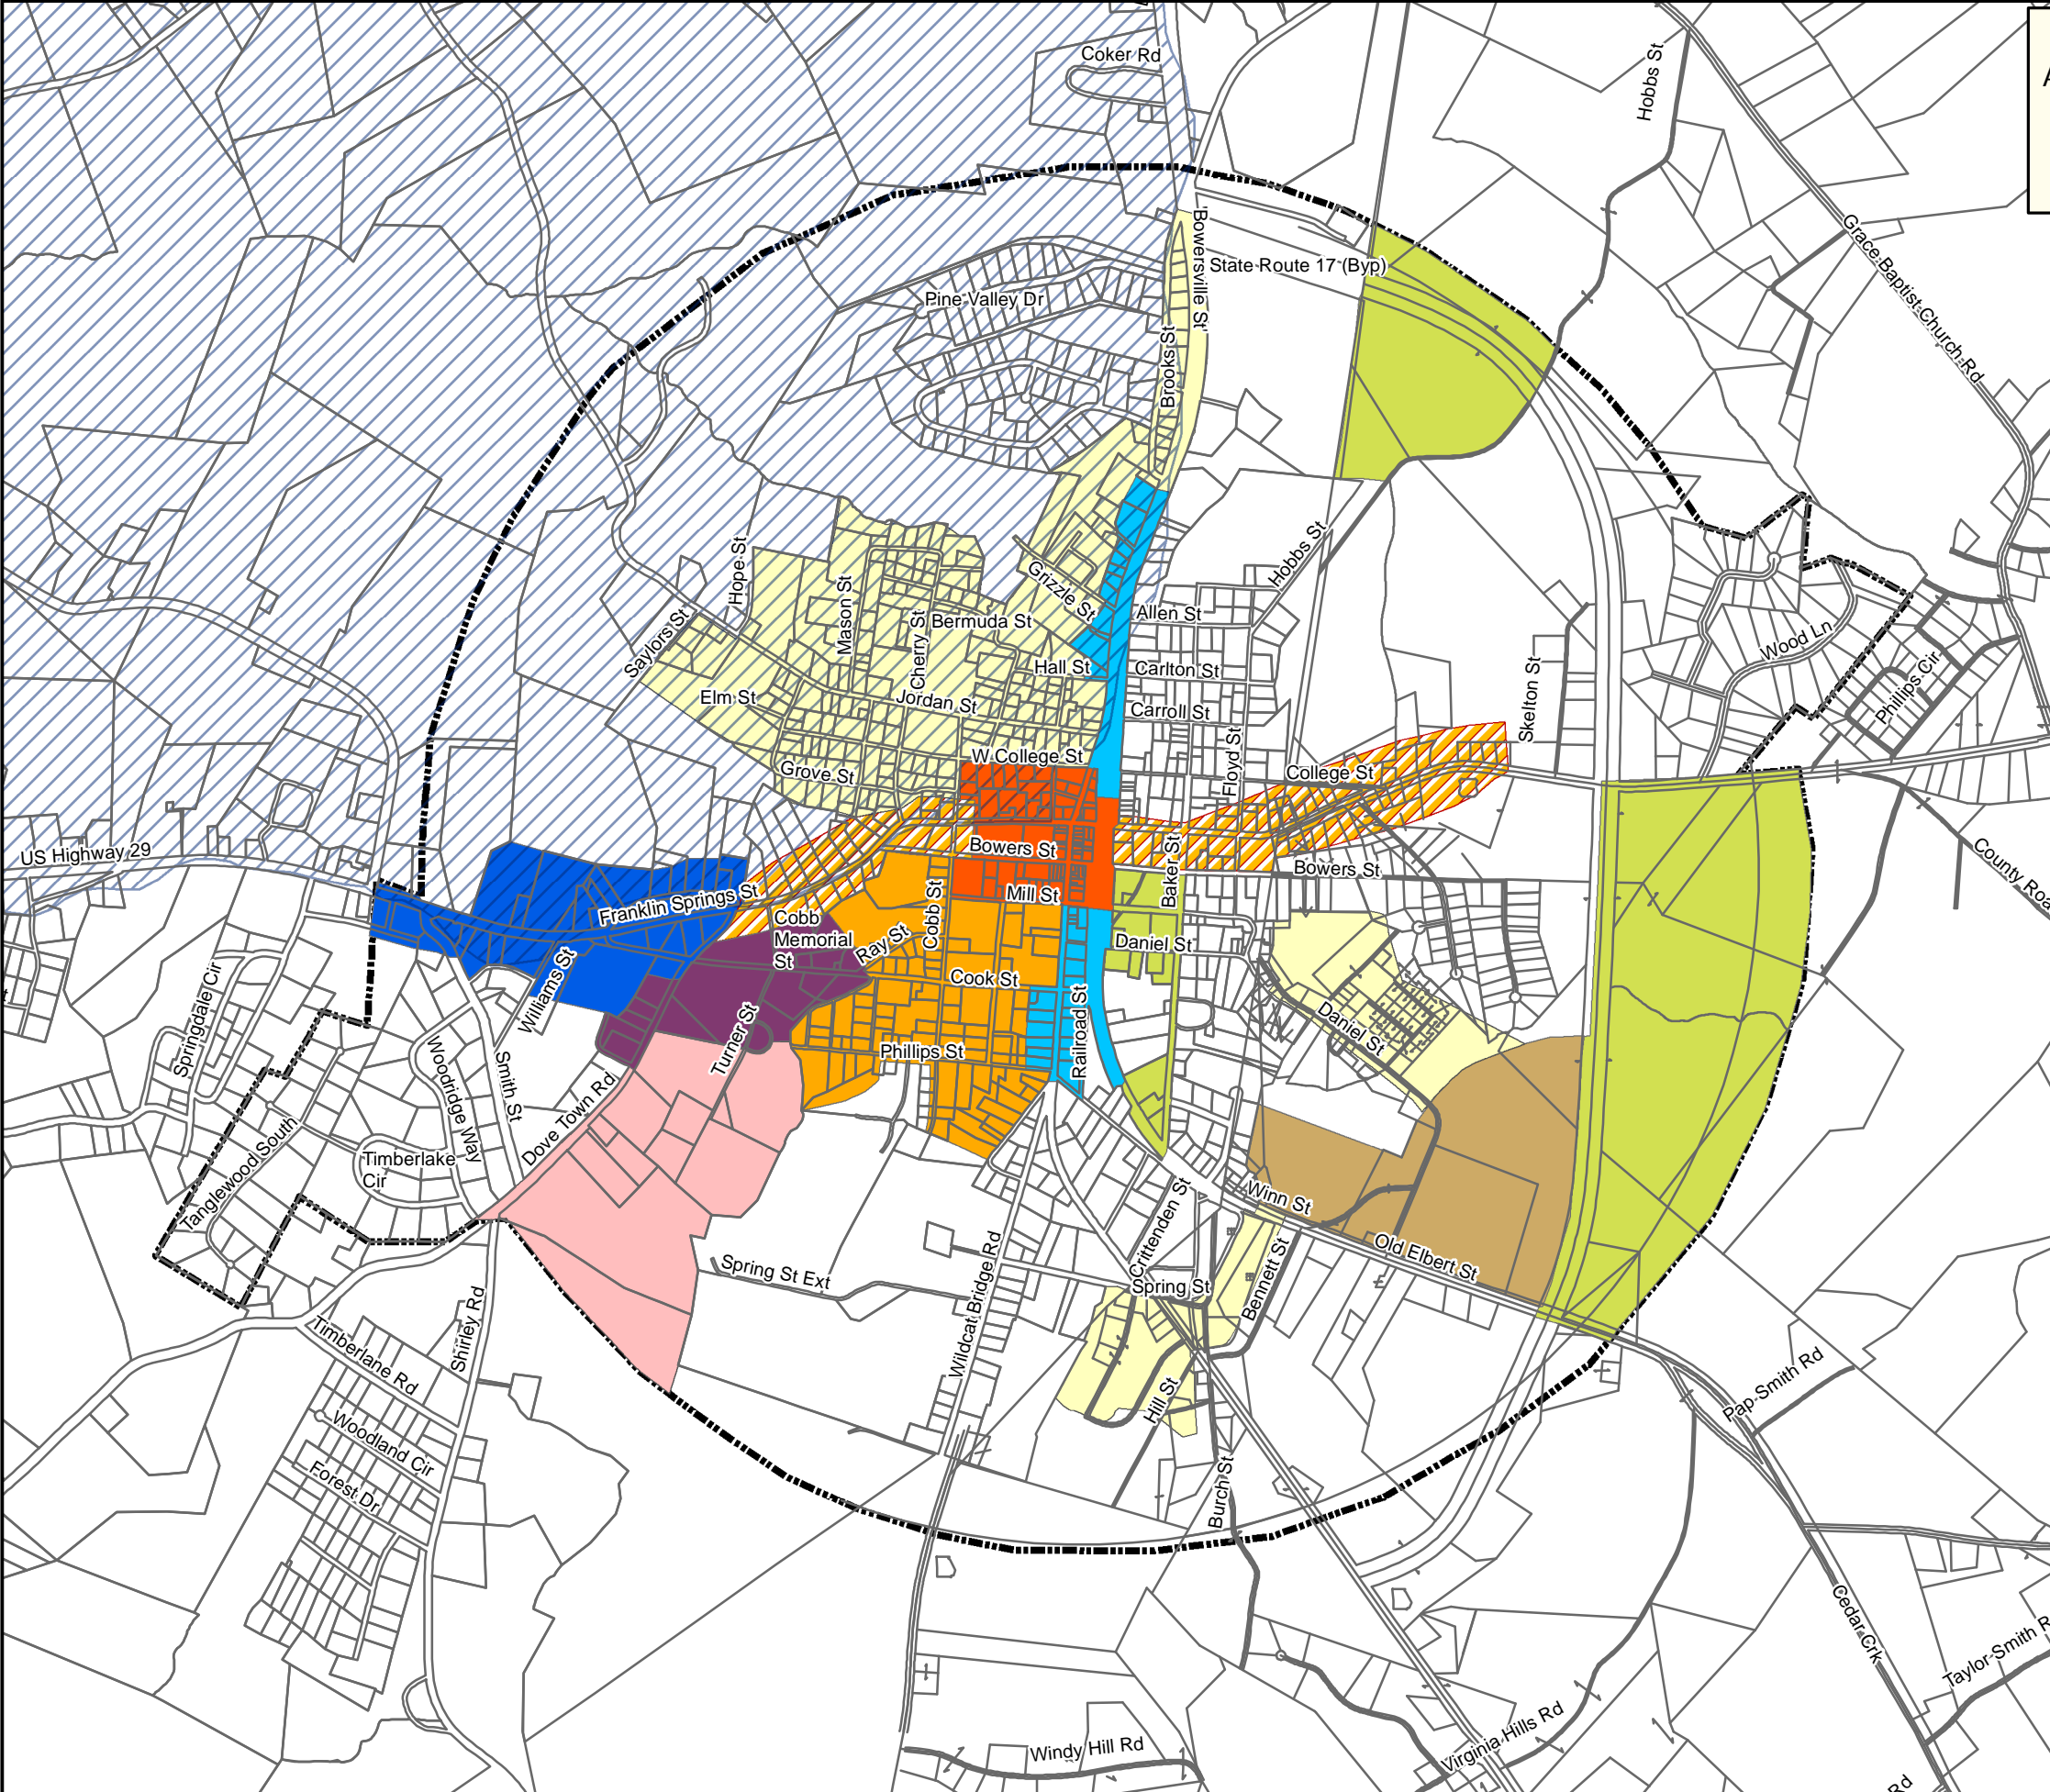 Coker Rd
A
Hobbs St
Grace Baptist Church Rd
Bowersville St
State Route 17 (Byp)
Pine Valley Dr
Brooks St
Hobbs St
Hope St
Mason St
Grizzle St
Cherry St
Bermuda St
Allen St
Saylors St
Wood Ln
Hall St
Carlton St
Phillips Cir
Elm St
Jordan St
Carroll St
Skelton St
Floyd St
W College St
Grove St
College St
US Highway 29
Bowers St
Baker St
Bowers St
County Roa
Franklin Springs St
Mill St
Cobb St
Cobb
Memorial
St
Ray St
Daniel St
Williams St
Springdale Cir
Cook St
Railroad St
Daniel St
Turner St
Phillips St
Woodridge Way
Smith St
Dove Town Rd
Timberlake
Cir
Tanglewood South
Winn St
Crittenden St
Old Elbert St
Spring St Ext
Wildcat Bridge Rd
Spring St
Bennett St
Shirley Rd
Timberlane Rd
Hill St
Pap-Smith Rd
Woodland Cir
Forest Dr
Burch St
Cedar Crk
Taylor-Smith R
Virginia Hills Rd
Windy Hill Rd
Rd